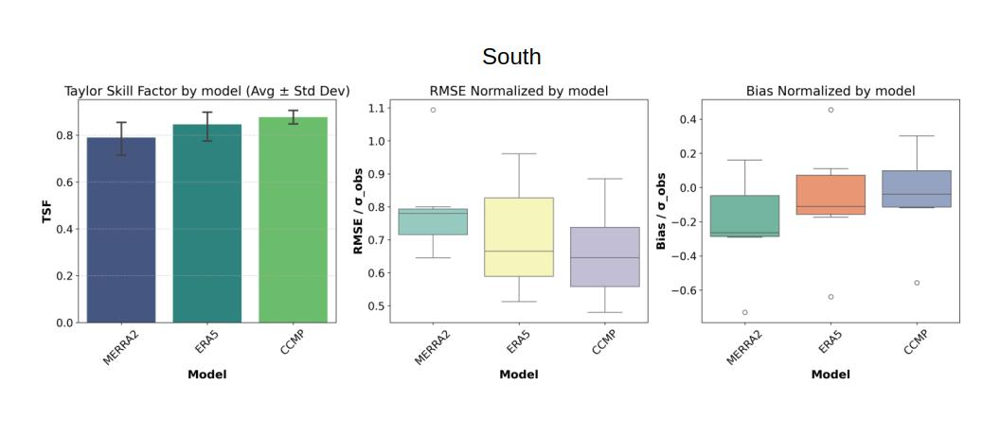 South
Taylor Skill Factor by model (Avg ± Std Dev)
TSF
0.8
0.6
0.4
0.2
0.0
MERRA2
ERA5
CCMP
Model
RMSE Normalized by model
RMSE / σ_obs
1.1
1.0
0.9
0.8
0.7
0.6
0.5
MERRA2
ERA5
CCMP
Model
Bias Normalized by model
Bias / σ_obs
0.4
0.2
0.0
−0.2
−0.4
−0.6
MERRA2
ERA5
CCMP
Model